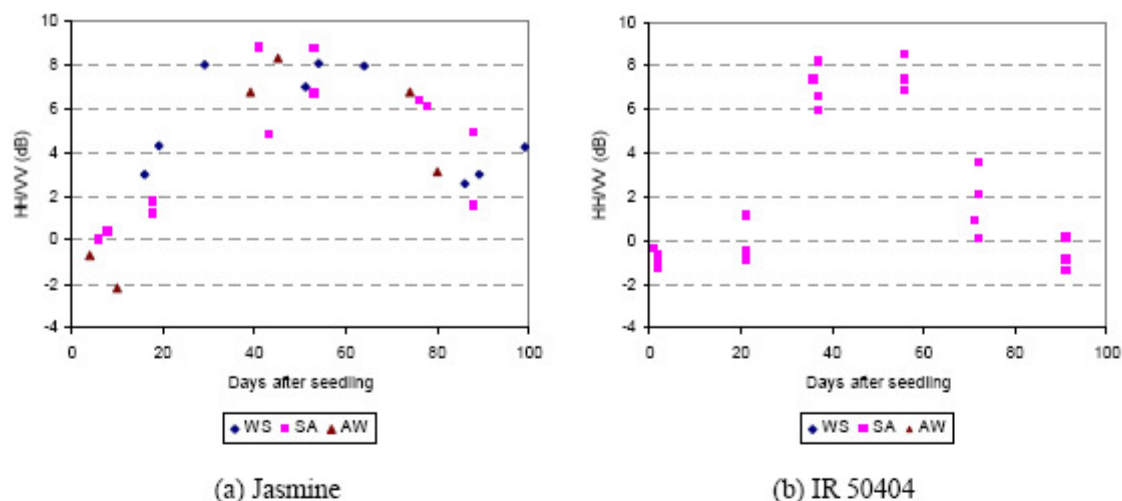 10
8
6
4
2
0
-2
-4
HH/VV (dB)
0 20 40 60 80 100
Days after seedling
WS SA AW
(a) Jasmine
10
8
6
4
2
0
-2
-4
HH/VV (dB)
0 20 40 60 80 100
Days after seedling
WS SA AW
(b) IR 50404